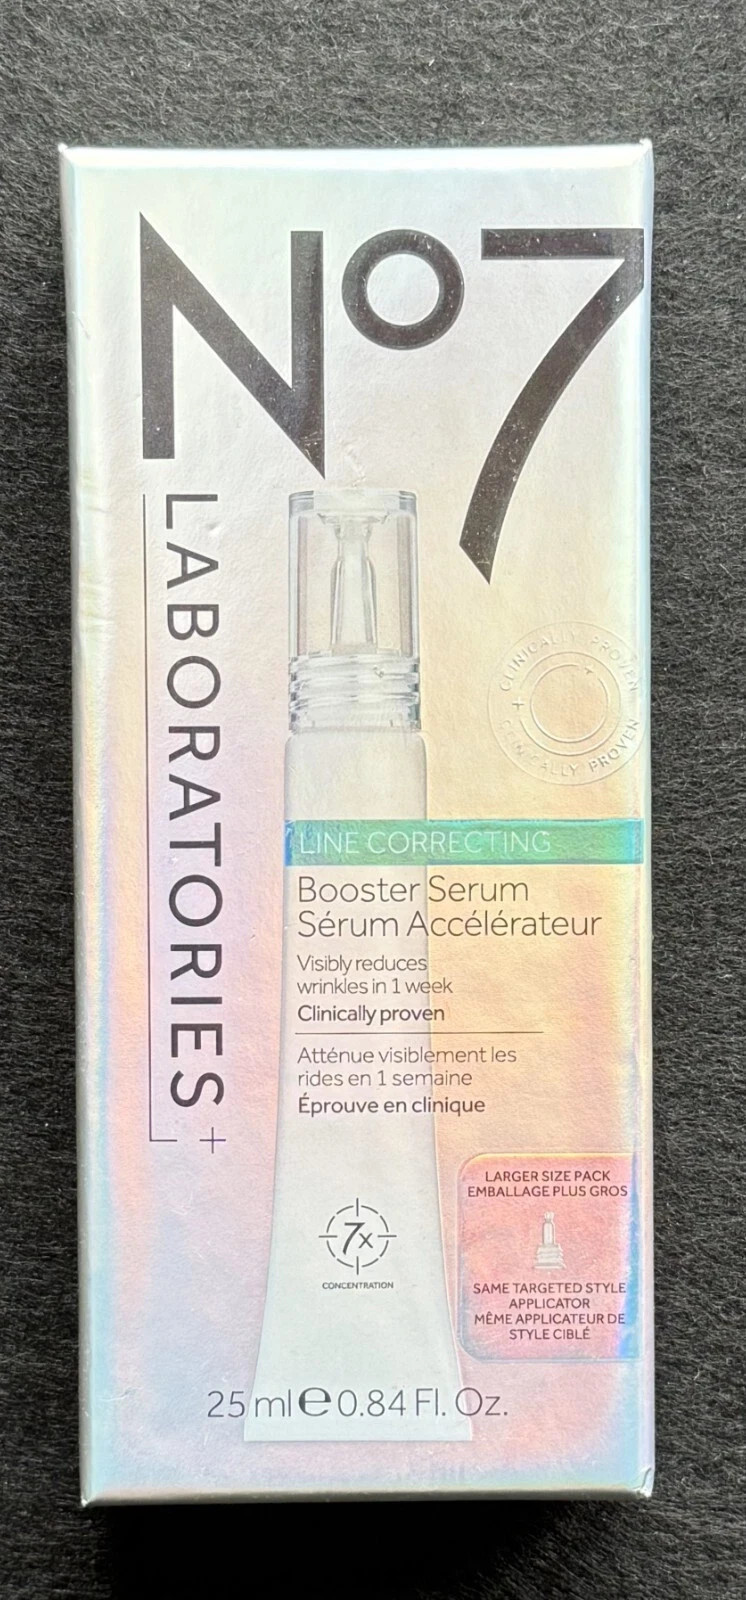 No7
LABORATORIES
+
CLINICALLY PROVEN
CLINICALLY PROVEN
LINE CORRECTING
Booster Serum
Sérum Accélérateur
Visibly reduces
wrinkles in 1 week
Clinically proven
Atténue visiblement les
rides en 1 semaine
Éprouve en clinique
7x
CONCENTRATION
LARGER SIZE PACK
EMBALLAGE PLUS GROS
SAME TARGETED STYLE
APPLICATOR
MÊME APPLICATEUR DE
STYLE CIBLÉ
25 ml e 0.84 Fl. Oz.